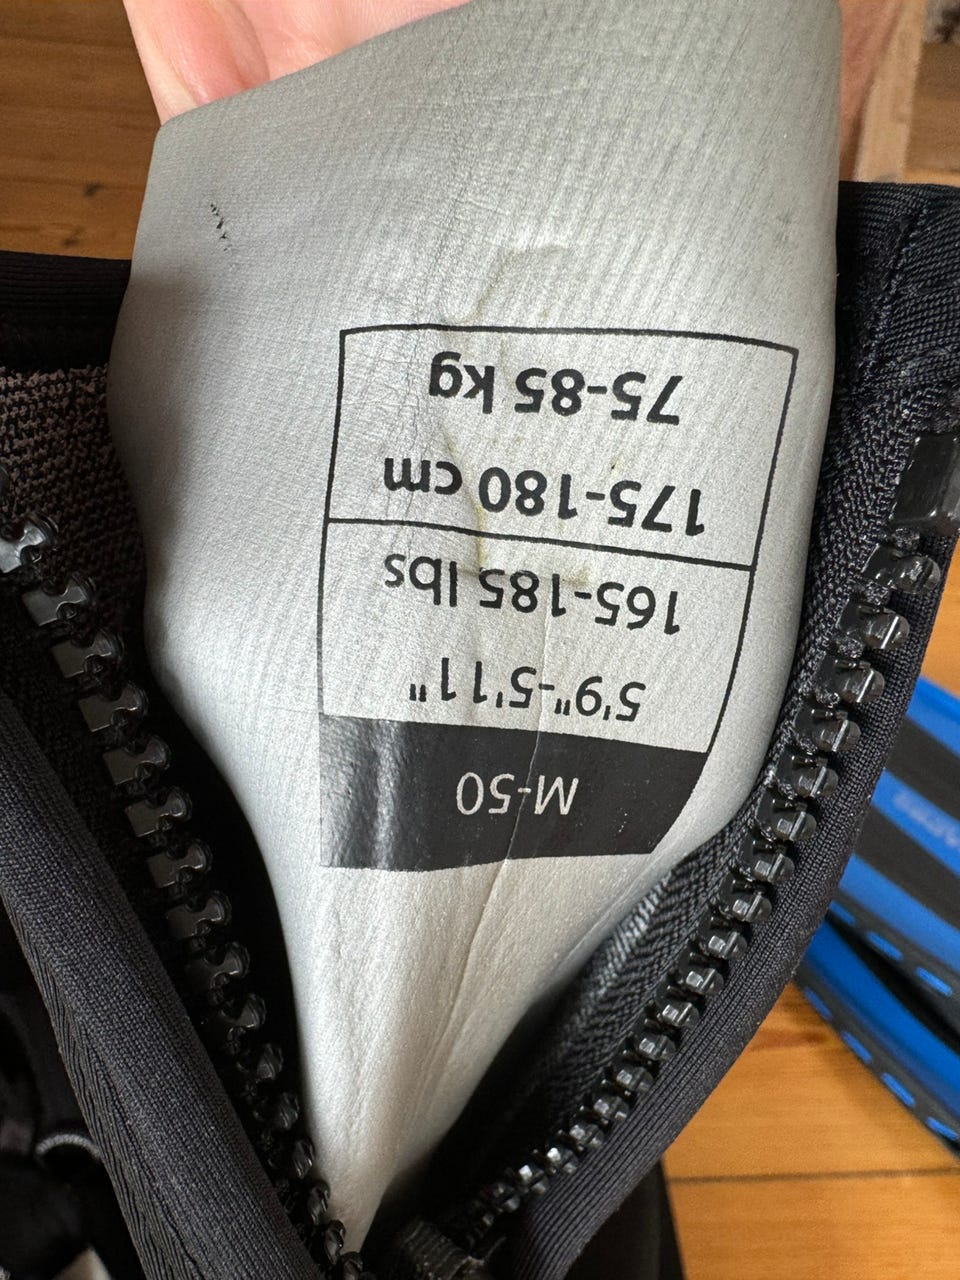 M-50
5'9"-5'11"
165-185 lbs
175-180 cm
75-85 kg